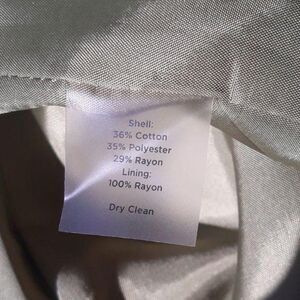 Shell:
36% Cotton
35% Polyester
29% Rayon
Lining:
100% Rayon
Dry Clean